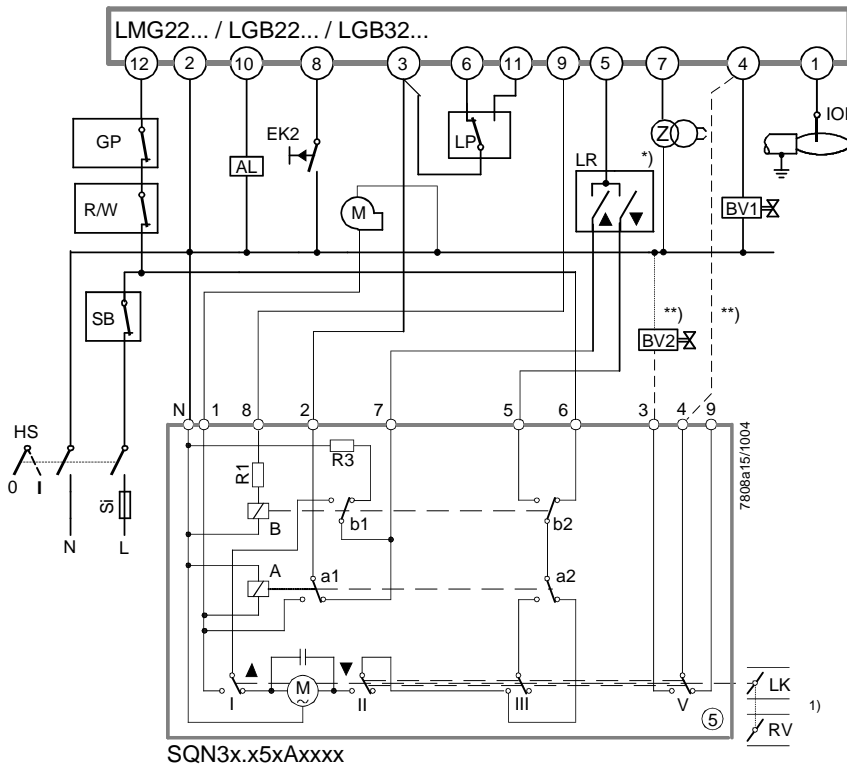 LMG22... / LGB22... / LGB32...
12 2 10 8 3 6 11 9 5 7 4 1
GP
R/W
AL
EK2
M
LP
LR
*)
Z
BV1
ION
SB
BV2
**)
**)
HS
0 I
Si
N L
N 1 8 2 7 5 6 3 4 9
R3
R1
B
b1
b2
A
a1
a2
M
~
I
II
III
V
5
LK
RV
1)
7808a15/1004
SQN3x.x5xAxxxx